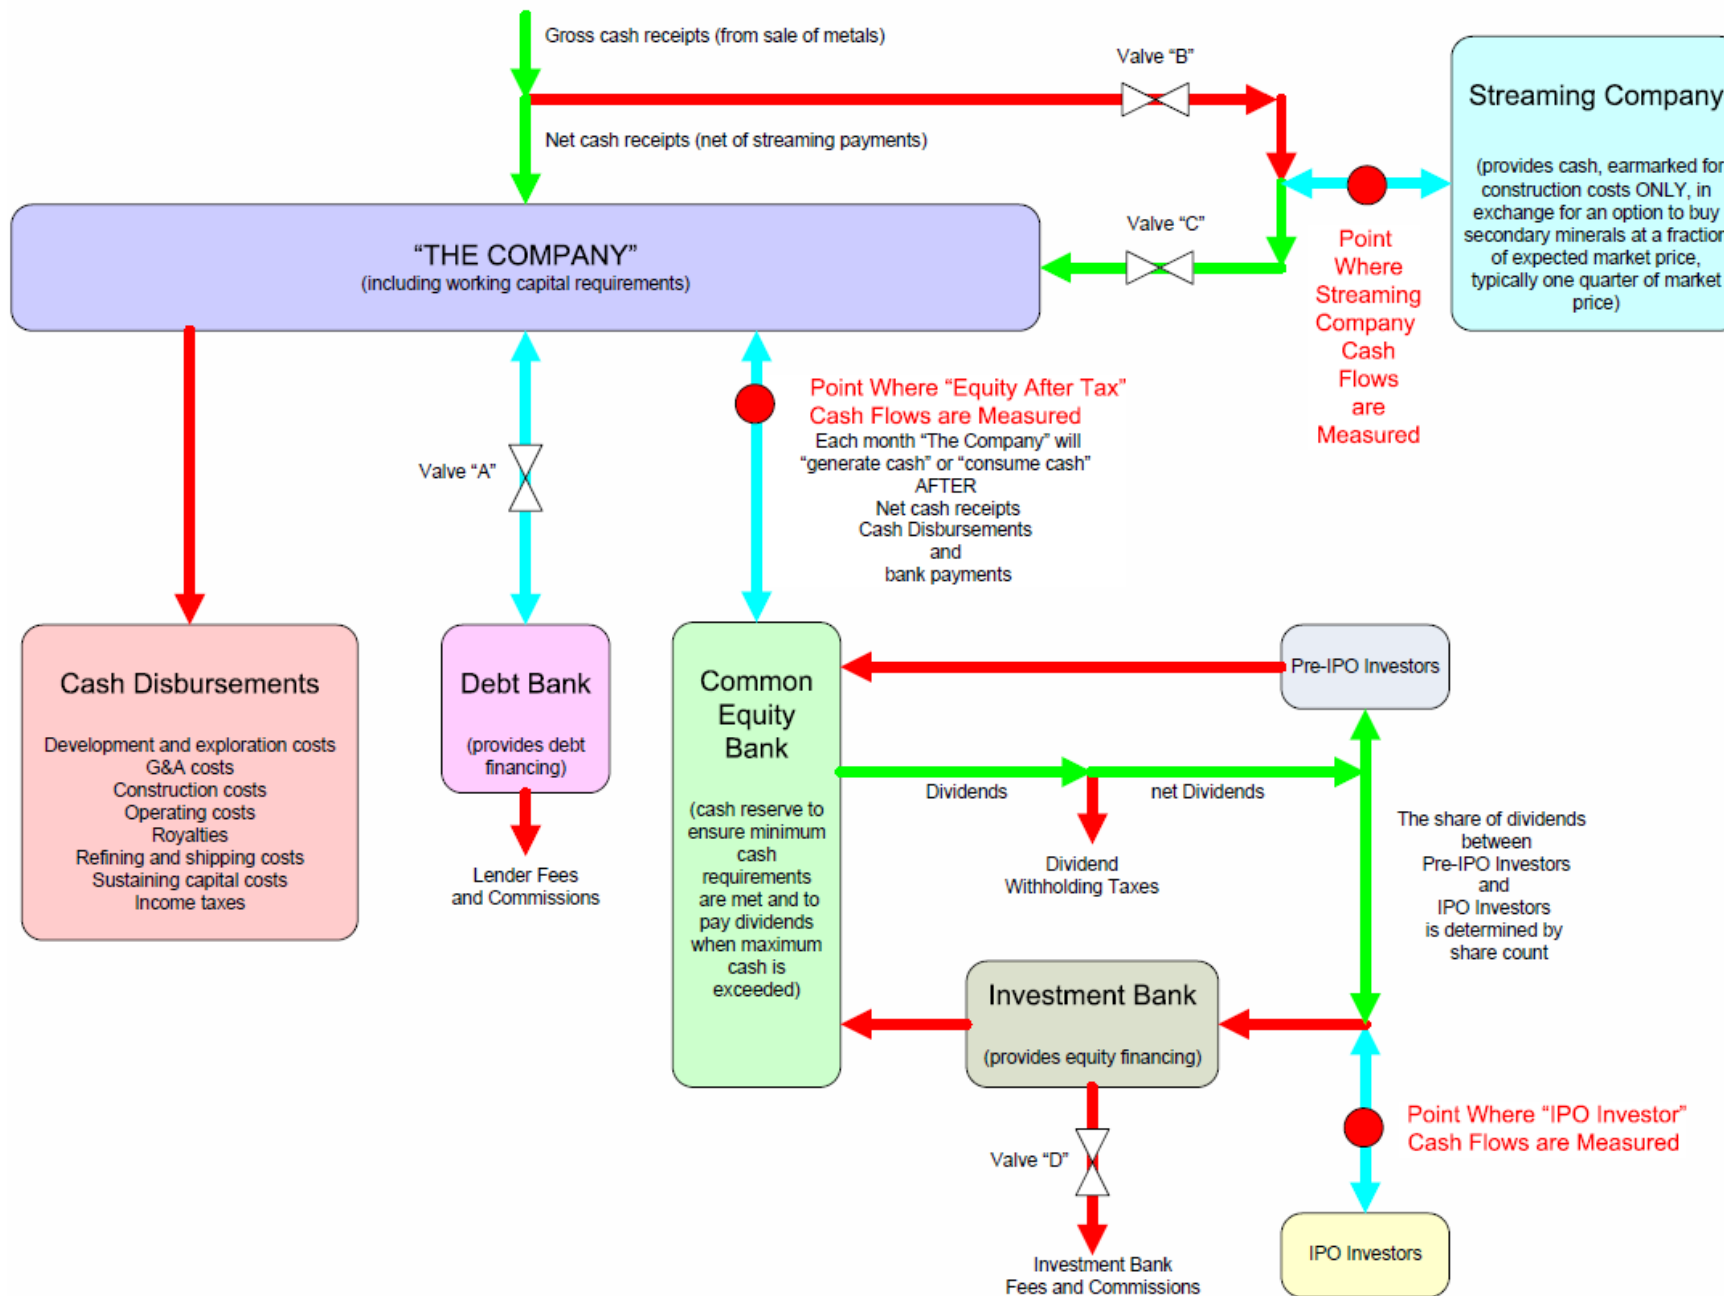 Gross cash receipts (from sale of metals)
Valve “B”
Streaming Company
(provides cash, earmarked for
construction costs ONLY, in
exchange for an option to buy
secondary minerals at a fraction
of expected market price,
typically one quarter of market
price)
Net cash receipts (net of streaming payments)
Valve “C”
Point
Where
Streaming
Company
Cash
Flows
are
Measured
“THE COMPANY”
(including working capital requirements)
Point Where “Equity After Tax”
Cash Flows are Measured
Each month “The Company” will
“generate cash” or “consume cash”
AFTER
Net cash receipts
Cash Disbursements
and
bank payments
Valve “A”
Cash Disbursements
Development and exploration costs
G&A costs
Construction costs
Operating costs
Royalties
Refining and shipping costs
Sustaining capital costs
Income taxes
Debt Bank
(provides debt
financing)
Lender Fees
and Commissions
Common
Equity
Bank
(cash reserve to
ensure minimum
cash
requirements
are met and to
pay dividends
when maximum
cash is
exceeded)
Pre-IPO Investors
Dividends
net Dividends
Dividend
Withholding Taxes
The share of dividends
between
Pre-IPO Investors
and
IPO Investors
is determined by
share count
Investment Bank
(provides equity financing)
Valve “D”
Investment Bank
Fees and Commissions
Point Where “IPO Investor”
Cash Flows are Measured
IPO Investors